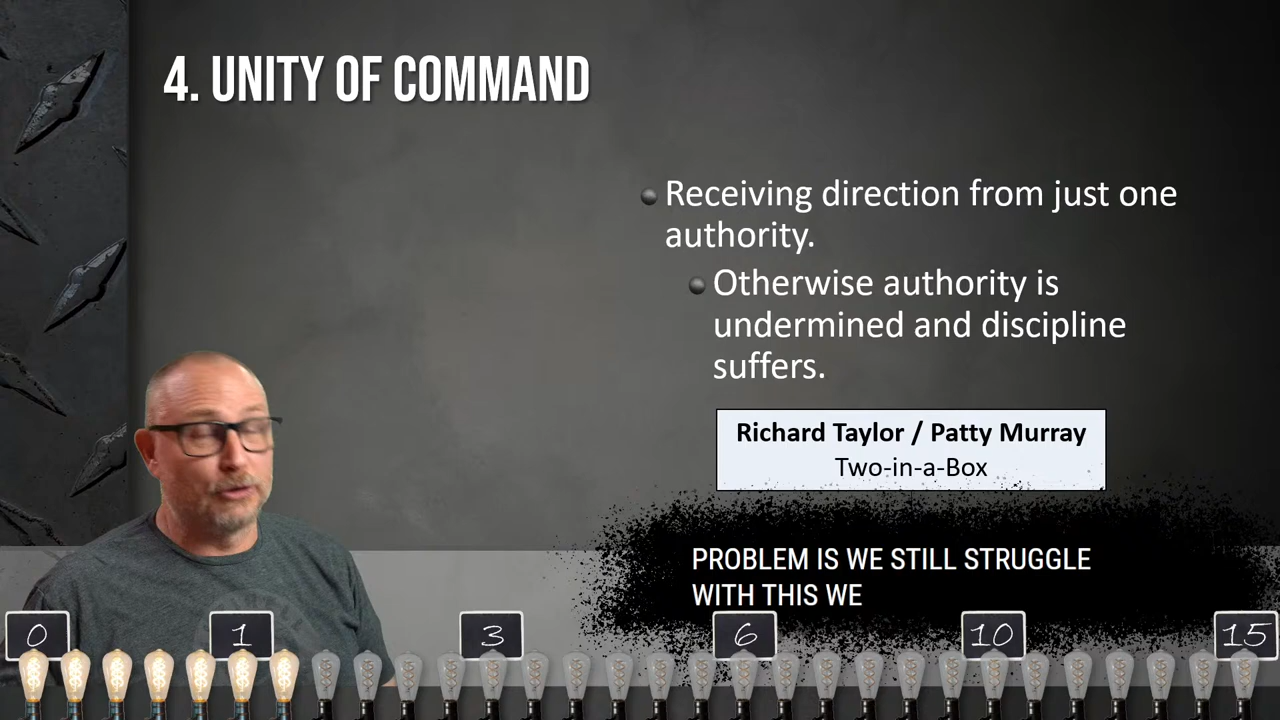 4. UNITY OF COMMAND
Receiving direction from just one
authority.
Otherwise authority is
undermined and discipline
suffers.
Richard Taylor / Patty Murray
Two-in-a-Box
PROBLEM IS WE STILL STRUGGLE
WITH THIS WE
0 1 3 6 10 15